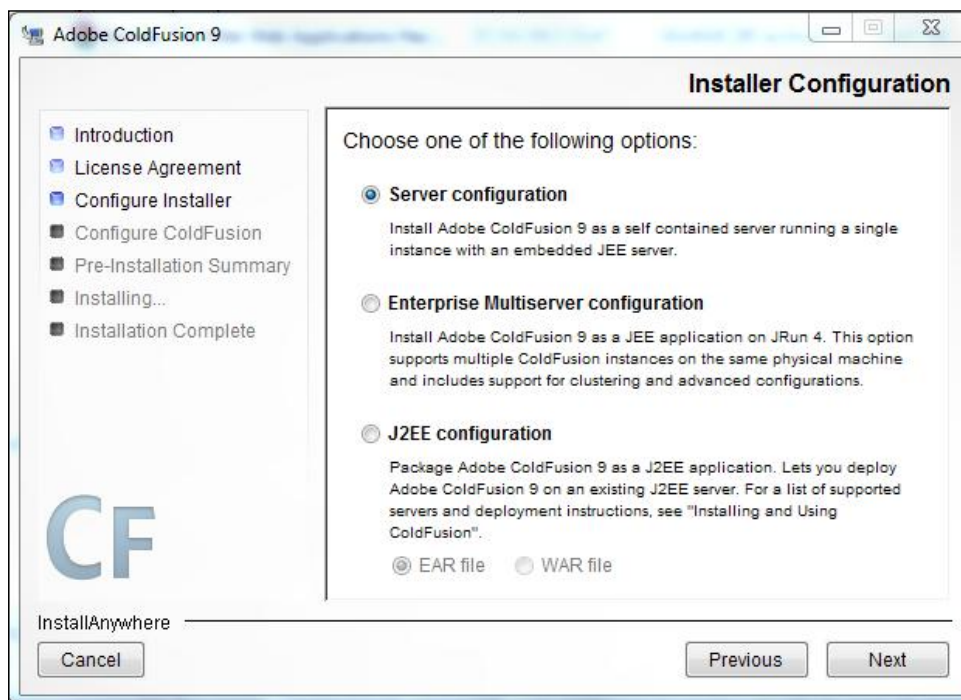 Adobe ColdFusion 9
Installer Configuration
Introduction
License Agreement
Configure Installer
Configure ColdFusion
Pre-Installation Summary
Installing...
Installation Complete
CF
Choose one of the following options:
Server configuration
Install Adobe ColdFusion 9 as a self contained server running a single
instance with an embedded JEE server.
Enterprise Multiserver configuration
Install Adobe ColdFusion 9 as a JEE application on JRun 4. This option
supports multiple ColdFusion instances on the same physical machine
and includes support for clustering and advanced configurations.
J2EE configuration
Package Adobe ColdFusion 9 as a J2EE application. Lets you deploy
Adobe ColdFusion 9 on an existing J2EE server. For a list of supported
servers and deployment instructions, see "Installing and Using
ColdFusion".
EAR file WAR file
InstallAnywhere
Cancel Previous Next